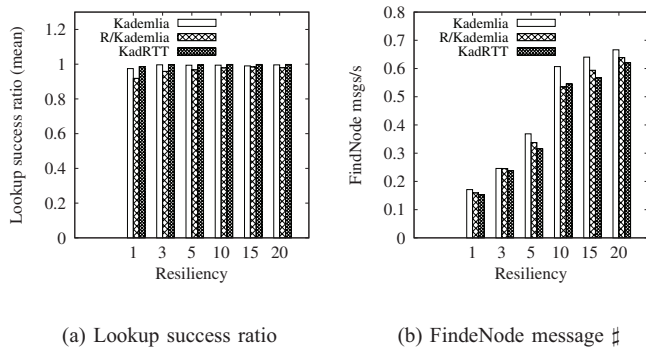 Kademlia
R/Kademlia
KadRTT
Lookup success ratio (mean)
1.2
1
0.8
0.6
0.4
0.2
0
1 3 5 10 15 20
Resiliency
(a) Lookup success ratio
Kademlia
R/Kademlia
KadRTT
FindNode msgs/s
0.8
0.7
0.6
0.5
0.4
0.3
0.2
0.1
0
1 3 5 10 15 20
Resiliency
(b) FindeNode message ♯